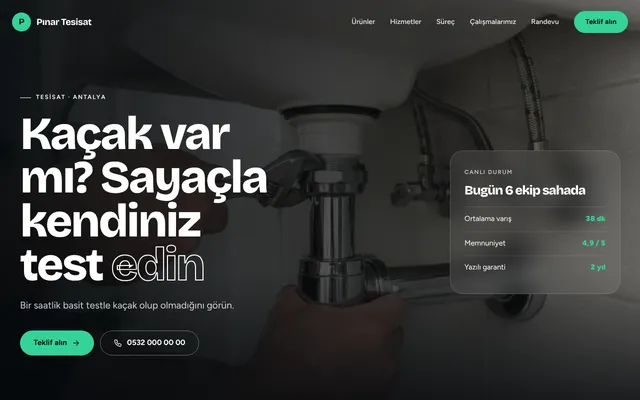 P Pınar Tesisat
Ürünler Hizmetler Süreç Çalışmalarımız Randevu Teklif alın
TESİSAT · ANTALYA
Kaçak var
mı? Sayaçla
kendiniz
test edin
Bir saatlik basit testle kaçak olup olmadığını görün.
Teklif alın → 0532 000 00 00
CANLI DURUM
Bugün 6 ekip sahada
Ortalama varış 38 dk
Memnuniyet 4,9 / 5
Yazılı garanti 2 yıl